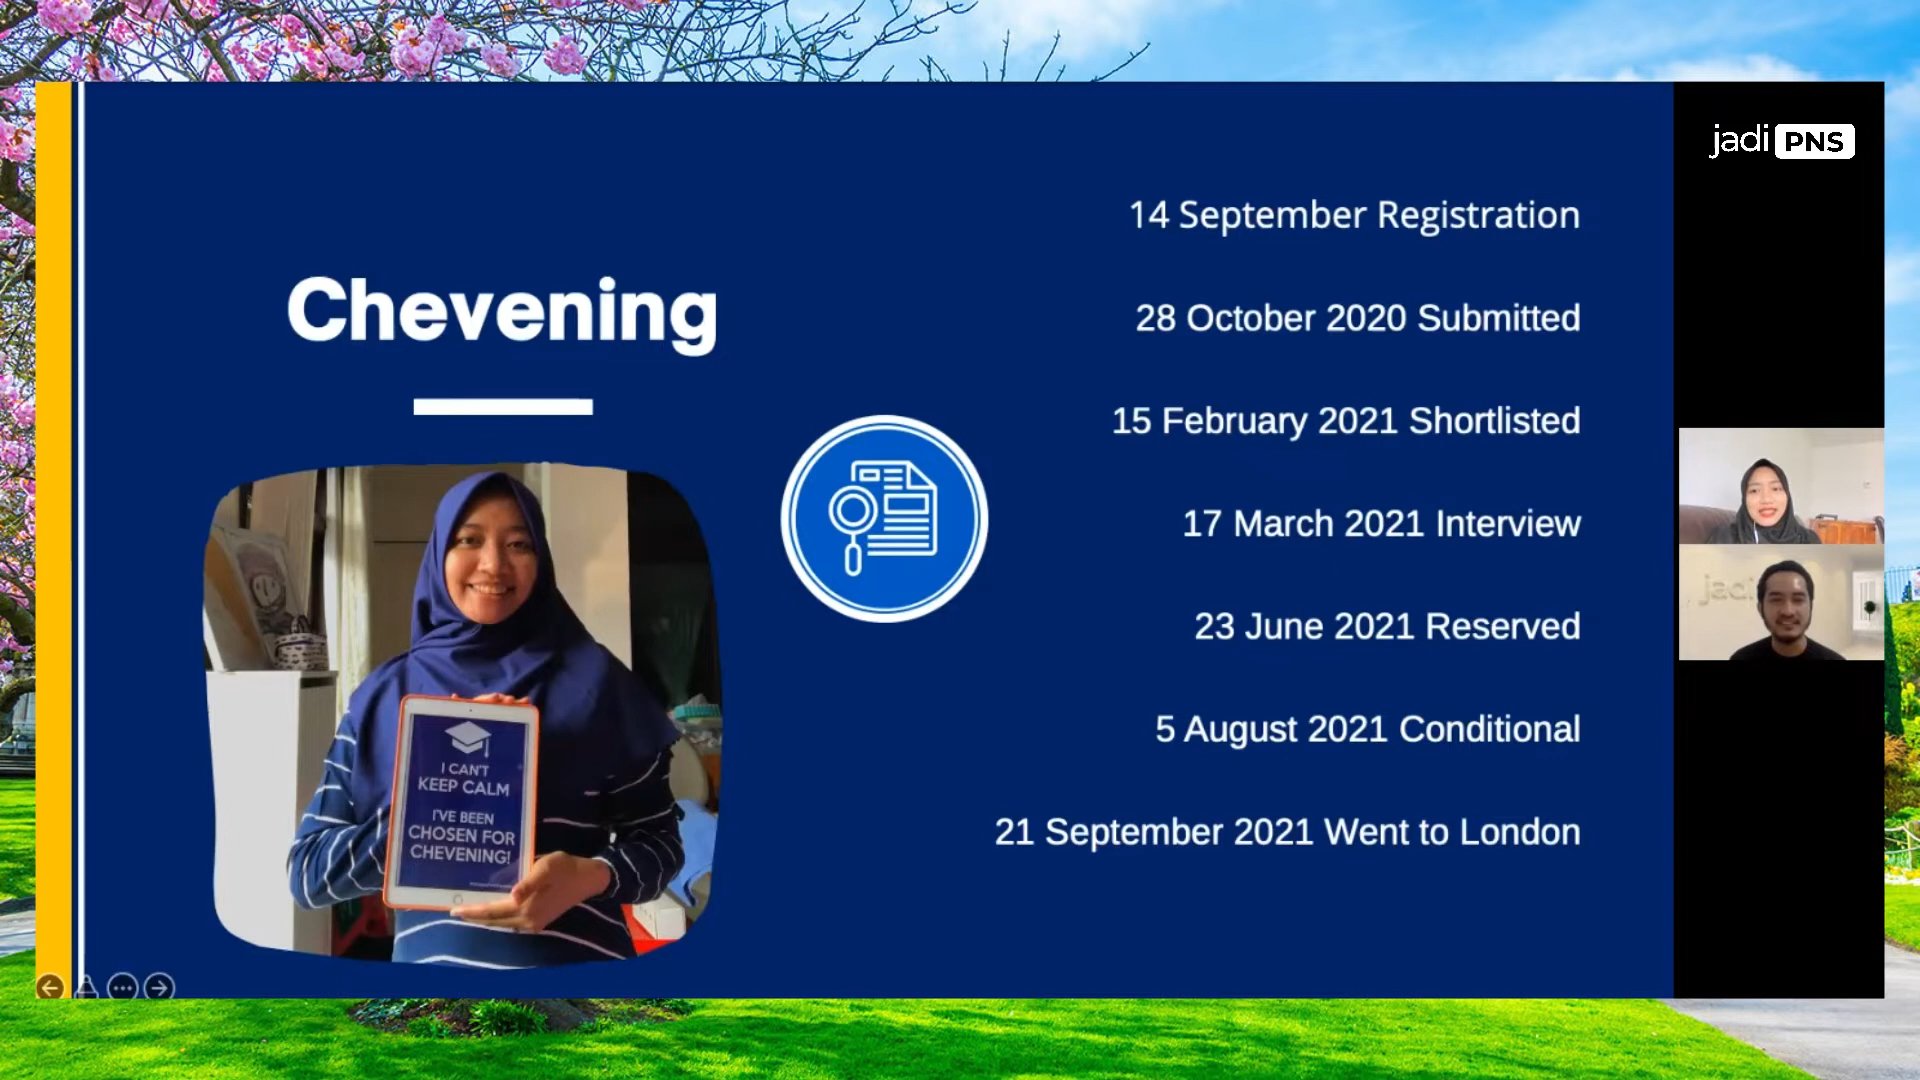 jadi PNS
14 September Registration
Chevening
28 October 2020 Submitted
15 February 2021 Shortlisted
17 March 2021 Interview
23 June 2021 Reserved
5 August 2021 Conditional
21 September 2021 Went to London
I CAN'T
KEEP CALM
I'VE BEEN
CHOSEN FOR
CHEVENING!
jadi